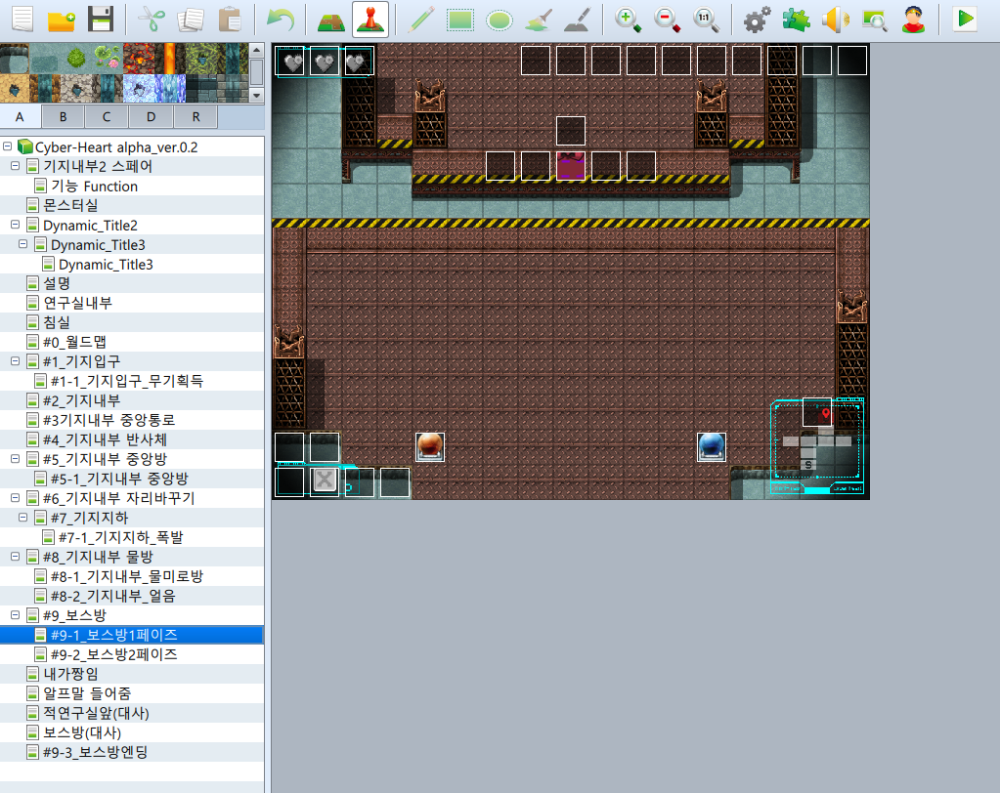 1:1
A B C D R
Cyber-Heart alpha_ver.0.2
기지내부2 스페어
기능 Function
몬스터실
Dynamic_Title2
Dynamic_Title3
Dynamic_Title3
설명
연구실내부
침실
#0_월드맵
#1_기지입구
#1-1_기지입구_무기획득
#2_기지내부
#3기지내부 중앙통로
#4_기지내부 반사체
#5_기지내부 중앙방
#5-1_기지내부 중앙방
#6_기지내부 자리바꾸기
#7_기지지하
#7-1_기지지하_폭발
#8_기지내부 물방
#8-1_기지내부_물미로방
#8-2_기지내부_얼음
#9_보스방
#9-1_보스방1페이즈
#9-2_보스방2페이즈
내가짱임
알프말 들어줌
적연구실앞(대사)
보스방(대사)
#9-3_보스방엔딩